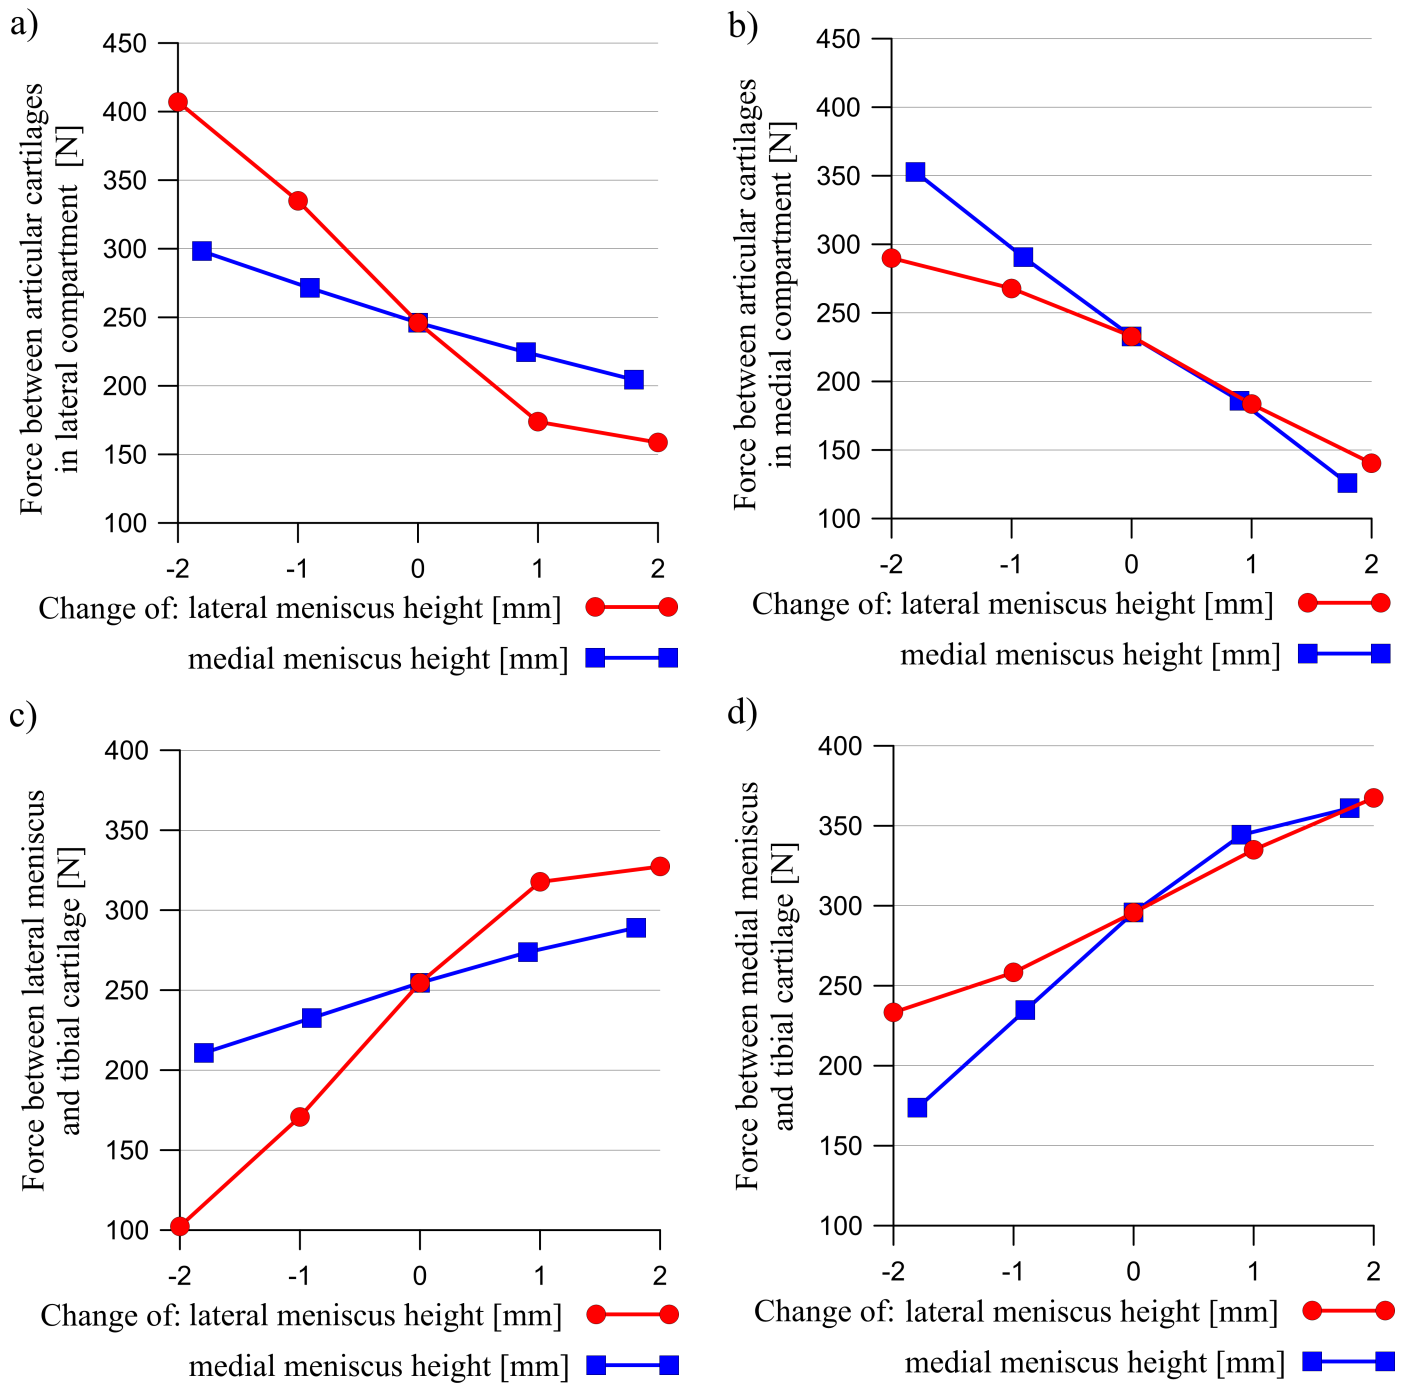 a)
Force between articular cartilages
in lateral compartment [N]
450
400
350
300
250
200
150
100
-2 -1 0 1 2
Change of: lateral meniscus height [mm]
medial meniscus height [mm]
b)
Force between articular cartilages
in medial compartment [N]
450
400
350
300
250
200
150
100
-2 -1 0 1 2
Change of: lateral meniscus height [mm]
medial meniscus height [mm]
c)
Force between lateral meniscus
and tibial cartilage [N]
400
350
300
250
200
150
100
-2 -1 0 1 2
Change of: lateral meniscus height [mm]
medial meniscus height [mm]
d)
Force between medial meniscus
and tibial cartilage [N]
400
350
300
250
200
150
100
-2 -1 0 1 2
Change of: lateral meniscus height [mm]
medial meniscus height [mm]